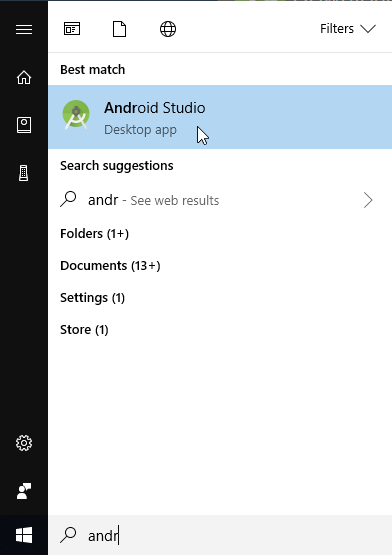 Filters
Best match
Android Studio
Desktop app
Search suggestions
andr - See web results
Folders (1+)
Documents (13+)
Settings (1)
Store (1)
andr